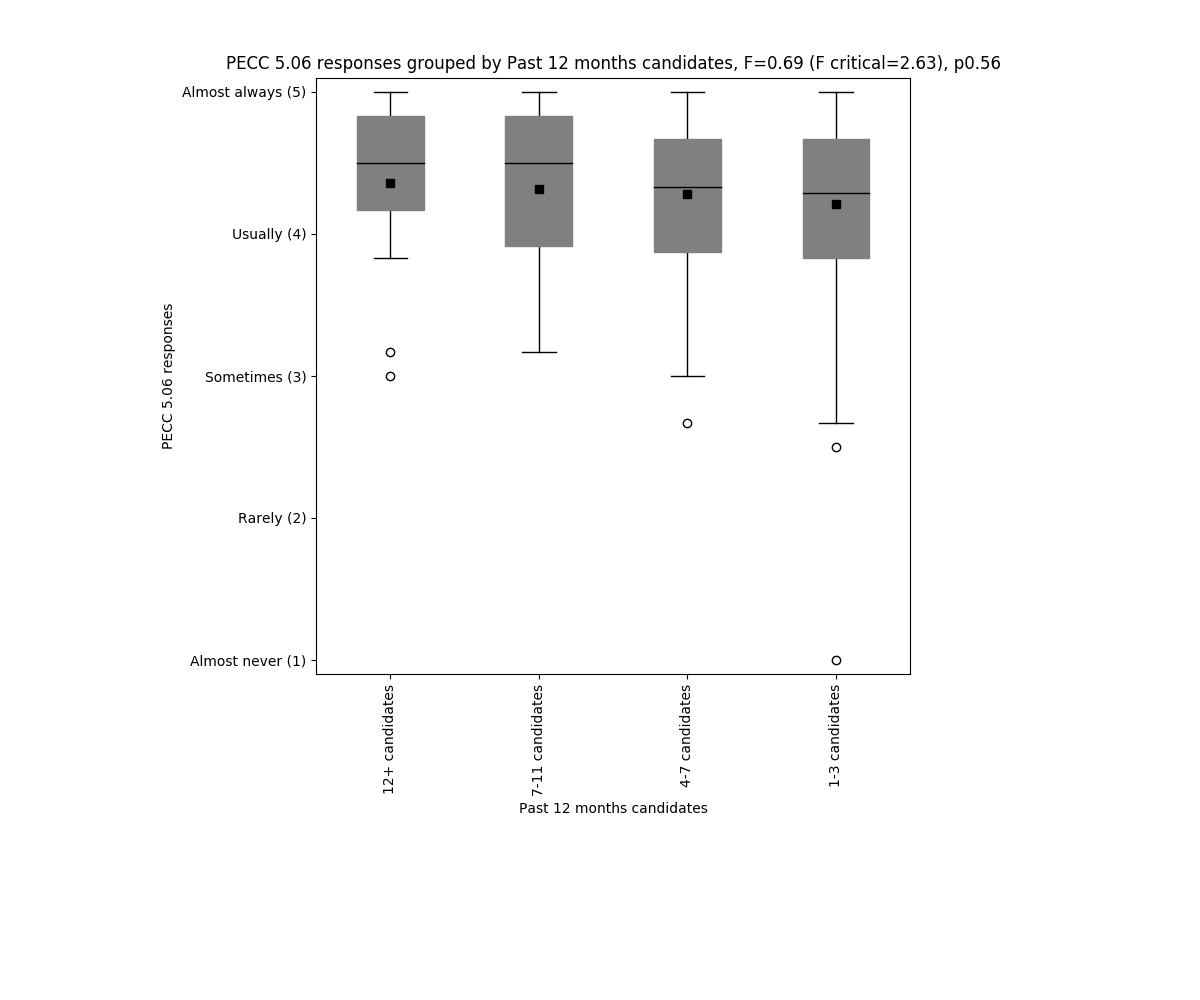 PECC 5.06 responses grouped by Past 12 months candidates, F=0.69 (F critical=2.63), p0.56
Almost always (5)
Usually (4)
Sometimes (3)
Rarely (2)
Almost never (1)
PECC 5.06 responses
12+ candidates
7-11 candidates
4-7 candidates
1-3 candidates
Past 12 months candidates